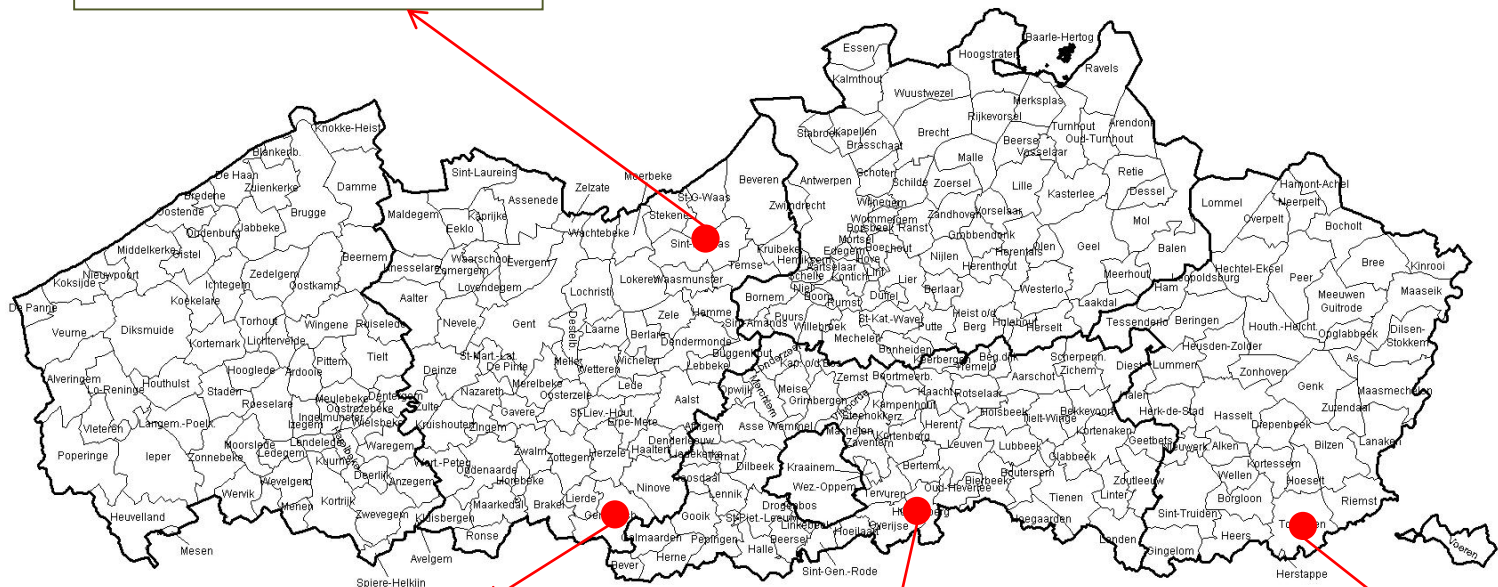 Essen
Baarle-Hertog
Hoogstraten
Ravels
Kalmthout
Wuustwezel
Merksplas
Knokke-Heist
Stabroek
Kapellen
Brasschaat
Brecht
Rijkevorsel
Turnhout
Arendonk
Beerse
Vosselaar
Oud-Turnhout
Blankenb.
De Haan
Zuienkerke
Bredene
Damme
Sint-Laureins
Assenede
Zelzate
Moerbeke
Beveren
St-G-Waas
Antwerpen
Schoten
Malle
Retie
Schilde
Zoersel
Lille
Kasterlee
Dessel
Hamont-Achel
Neerpelt
Lommel
Overpelt
Oostende
Brugge
Maldegem
Kaprijke
Eeklo
Stekene
Zwijndrecht
Wijnegem
Wommelgem
Zandhoven
Vorselaar
Mol
Bocholt
Oudenburg
Jabbeke
Wachtebeke
Borsbeek
Ranst
Mortsel
Grobbendonk
Olen
Geel
Balen
Middelkerke
Gistel
Beernem
Waarschoot
Evergem
Kruibeke
Hemiksem
Edegem
Boechout
Hove
Herentals
Nijlen
Herenthout
Bree
Kinrooi
Nieuwpoort
Zedelgem
Knesselare
Zomergem
Temse
Aartselaar
Schelle
Kontich
Lint
Lier
Meerhout
Leopoldsburg
Hechtel-Eksel
Peer
Koksijde
Ichtegem
Oostkamp
Lovendegem
Lokeren
Waasmunster
Niel
Berlaar
Westerlo
Ham
Maaseik
De Panne
Koekelare
Aalter
Lochristi
Zele
Hamme
Bornem
Boom
Rumst
Duffel
Laakdal
Meeuwen
Guitrode
Veurne
Diksmuide
Torhout
Wingene
Ruiselede
Nevele
Gent
Destelb.
Laarne
Berlare
Puurs
Willebroek
St-Kat-Waver
Putte
Heist o/d
Berg
Hulshout
Herselt
Tessenderlo
Beringen
Houth.-Helcht
Opglabbeek
Dilsen-
Stokkem
Lichtervelde
Kortemark
Tielt
Sint-Amands
Dendermonde
Mechelen
Bonheiden
Heusden-Zolder
As
Pittem
St-Mart-Lat.
De Pinte
Melle
Wichelen
Buggenhout
Lebbeke
Kap. o/d Bos
Keerbergen
Tremelo
Beg.dijk
Scherpenh.
Zichem
Diest
Lummen
Zonhoven
Hooglede
Ardooie
Deinze
Wetteren
Opwijk
Meise
Zemst
Boortmeerb.
Aarschot
Genk
Maasmechelen
Alveringem
Lo-Reninge
Houthulst
Staden
Meulebeke
Dentergem
Nazareth
Merelbeke
Oosterzele
Lede
Merchtem
Grimbergen
Haacht
Rotselaar
Halen
Zutendaal
Roeselare
Oostrozebeke
Ingelmunster
Wielsbeke
Izegem
Zulte
Gavere
St-Liev-Hout.
Aalst
Steenokkerz
Kampenhout
Holsbeek
Bekkevoort
Herk-de-Stad
Hasselt
Vleteren
Langem.-Poelk
Kruishoutem
Zingem
Erpe-Mere
Affligem
Asse
Wemmel
Machelen
Herent
Tielt-Winge
Kortenaken
Diepenbeek
Moorslede
Ledegem
Lendelede
Waregem
Denderleeuw
Liedekerke
Ternat
Zaventem
Kortenberg
Leuven
Lubbeek
Geetbets
Nieuwerk
Alken
Bilzen
Lanaken
Poperinge
Ieper
Zonnebeke
Kuurne
Deerlijk
Wort-Peteg
Zwalm
Zottegem
Herzele
Haaltert
Dilbeek
Kraainem
Glabbeek
Kortessem
Wevelgem
Anzegem
Oudenaarde
Horebeke
Roosdaal
Wez-Oppem
Bertem
Boutersem
Zoutleeuw
Wellen
Hoeselt
Wervik
Menen
Kortrijk
Maarkedal
Brakel
Lierde
Ninove
Lennik
Tervuren
Oud-Heverlee
Bierbeek
Tienen
Linter
Borgloon
Riemst
Heuvelland
Zwevegem
Kluisbergen
Gooik
Drogenbos
St-Piet-Leeuw
Linkebeek
Hoeilaart
Overijse
Hoegaarden
Sint-Truiden
Heers
Mesen
Avelgem
Ronse
Galmaarden
Pepingen
Beersel
Halle
Landen
Gingelom
Voeren
Spiere-Helkijn
Bever
Herne
Sint-Gen.-Rode
Herstappe